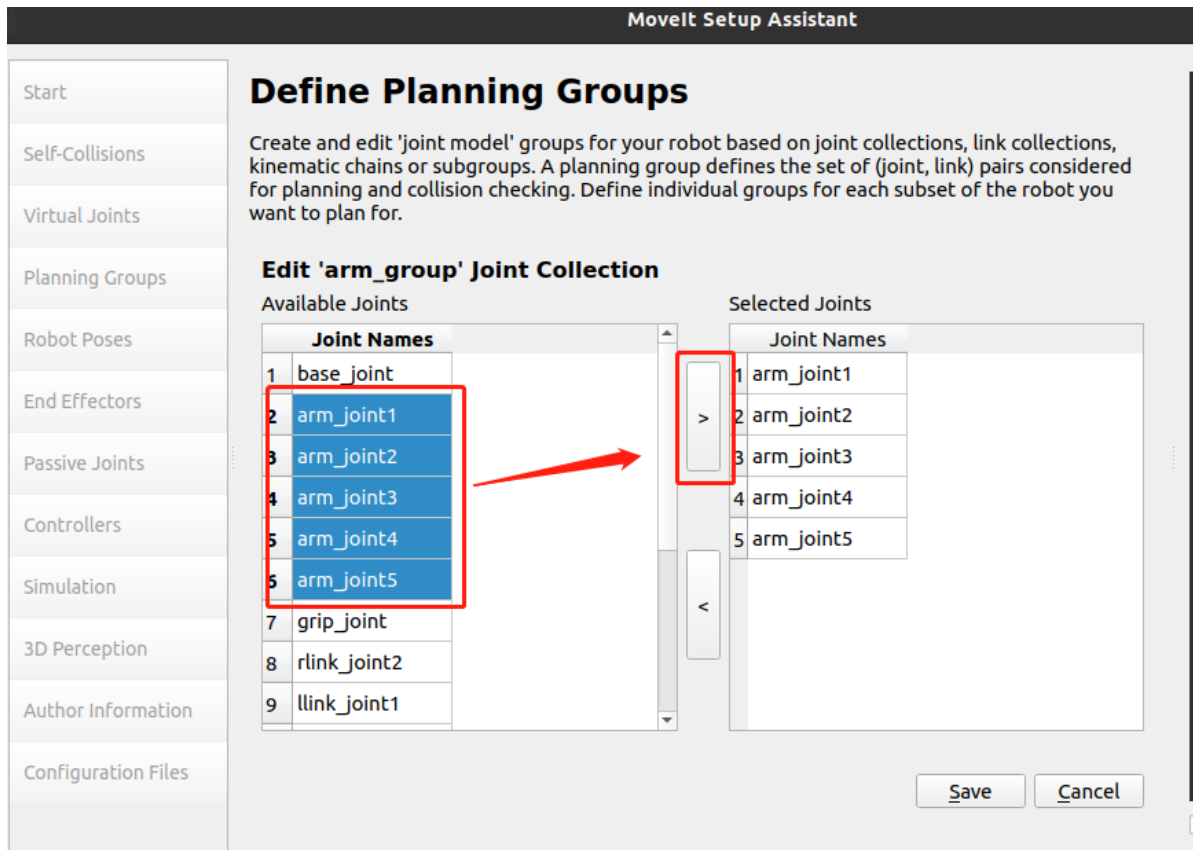 MoveIt Setup Assistant
Start
Self-Collisions
Virtual Joints
Planning Groups
Robot Poses
End Effectors
Passive Joints
Controllers
Simulation
3D Perception
Author Information
Configuration Files
Define Planning Groups
Create and edit 'joint model' groups for your robot based on joint collections, link collections,
kinematic chains or subgroups. A planning group defines the set of (joint, link) pairs considered
for planning and collision checking. Define individual groups for each subset of the robot you
want to plan for.
Edit 'arm_group' Joint Collection
Available Joints
Joint Names
1 base_joint
2 arm_joint1
3 arm_joint2
4 arm_joint3
5 arm_joint4
6 arm_joint5
7 grip_joint
8 rlink_joint2
9 llink_joint1
>
<
Selected Joints
Joint Names
1 arm_joint1
2 arm_joint2
3 arm_joint3
4 arm_joint4
5 arm_joint5
Save Cancel